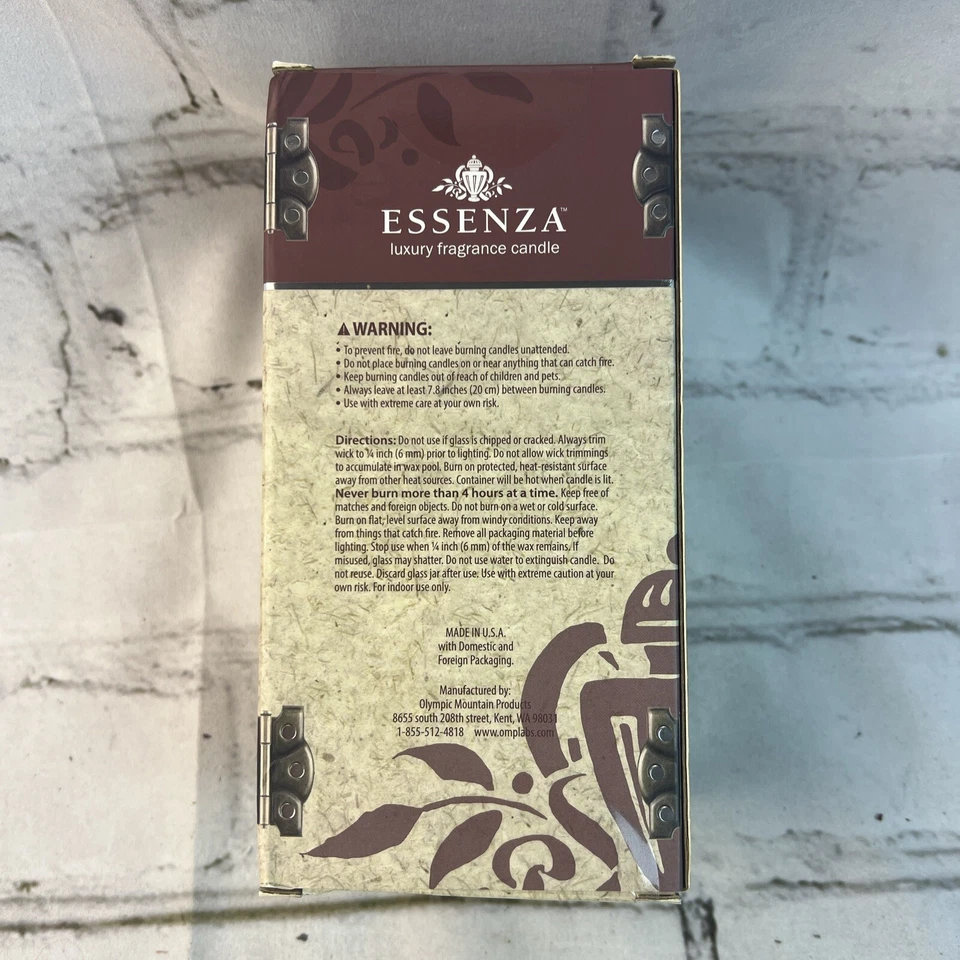 ESSENZA™
luxury fragrance candle
⚠WARNING:
• To prevent fire, do not leave burning candles unattended.
• Do not place burning candles on or near anything that can catch fire.
• Keep burning candles out of reach of children and pets.
• Always leave at least 7.8 inches (20 cm) between burning candles.
• Use with extreme care at your own risk.
Directions: Do not use if glass is chipped or cracked. Always trim
wick to ¼ inch (6 mm) prior to lighting. Do not allow wick trimmings
to accumulate in wax pool. Burn on protected, heat-resistant surface
away from other heat sources. Container will be hot when candle is lit.
Never burn more than 4 hours at a time. Keep free of
matches and foreign objects. Do not burn on a wet or cold surface.
Burn on flat, level surface away from windy conditions. Keep away
from things that catch fire. Remove all packaging material before
lighting. Stop use when ¼ inch (6 mm) of the wax remains. If
misused, glass may shatter. Do not use water to extinguish candle. Do
not reuse. Discard glass jar after use. Use with extreme caution at your
own risk. For indoor use only.
MADE IN U.S.A.
with Domestic and
Foreign Packaging.
Manufactured by:
Olympic Mountain Products
8655 south 208th street, Kent, WA 98031
1-855-512-4818 www.omplabs.com